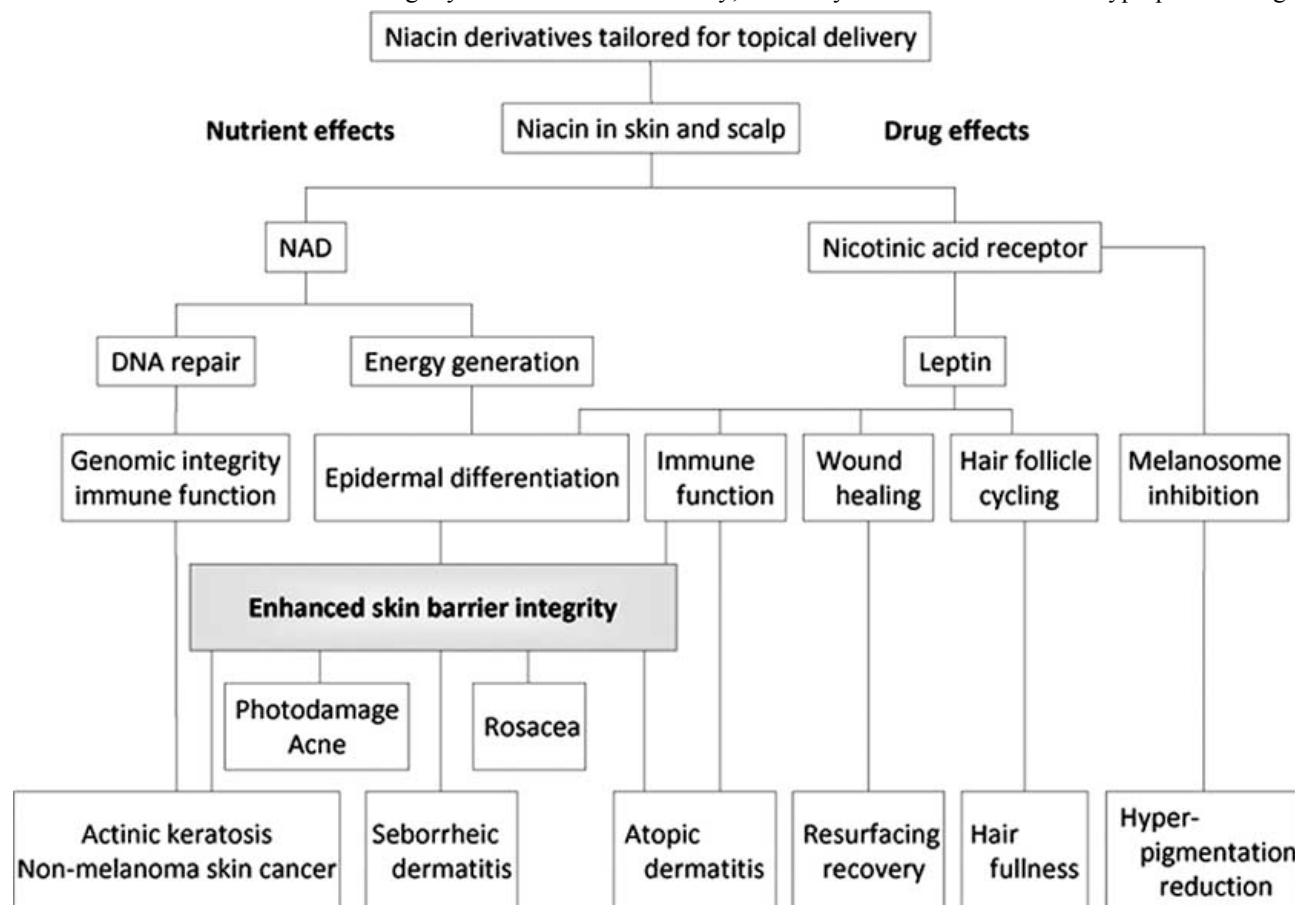 Niacin derivatives tailored for topical delivery
Nutrient effects
Niacin in skin and scalp
Drug effects
NAD
Nicotinic acid receptor
DNA repair
Energy generation
Leptin
Genomic integrity
immune function
Epidermal differentiation
Immune
function
Wound
healing
Hair follicle
cycling
Melanosome
inhibition
Enhanced skin barrier integrity
Photodamage
Acne
Rosacea
Actinic keratosis
Non-melanoma skin cancer
Seborrheic
dermatitis
Atopic
dermatitis
Resurfacing
recovery
Hair
fullness
Hyper-
pigmentation
reduction